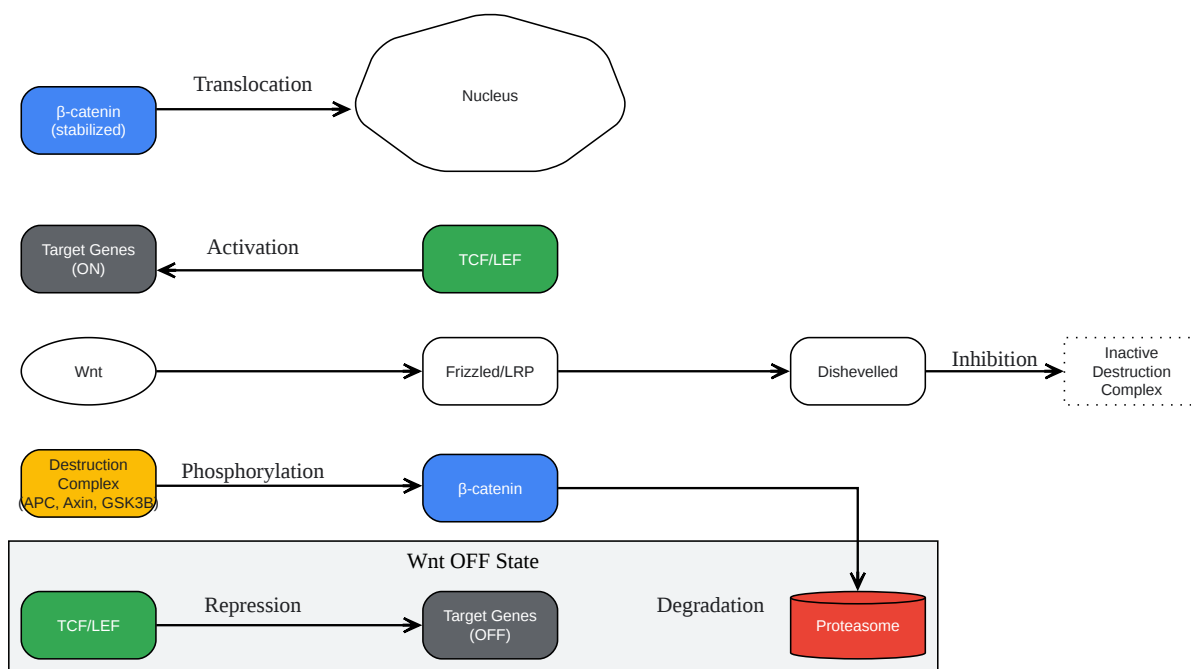 Translocation
Nucleus
β-catenin
(stabilized)
Activation
Target Genes
(ON)
TCF/LEF
Wnt
Frizzled/LRP
Dishevelled
Inhibition
Inactive
Destruction
Complex
Destruction
Complex
(APC, Axin, GSK3B)
Phosphorylation
β-catenin
Wnt OFF State
TCF/LEF
Repression
Target Genes
(OFF)
Degradation
Proteasome